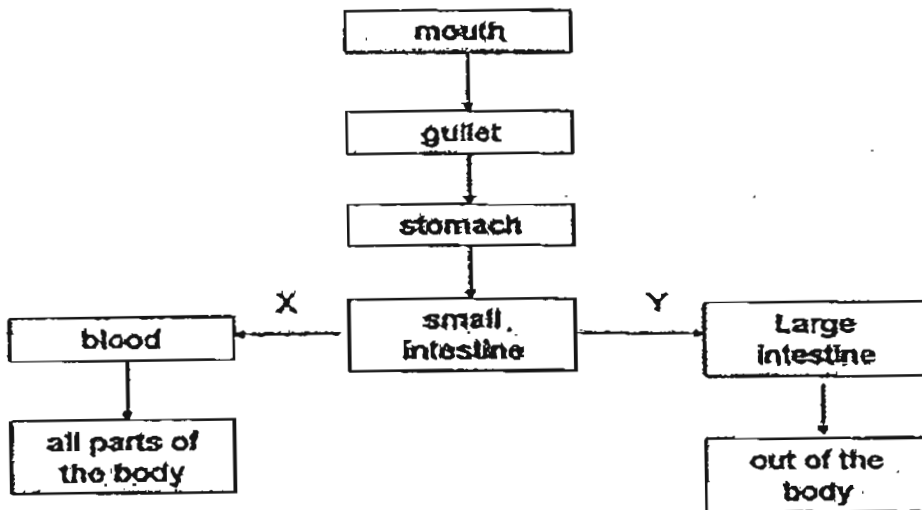 mouth
gullet
stomach
X
small
intestine
Y
Large
intestine
blood
all parts of
the body
out of the
body